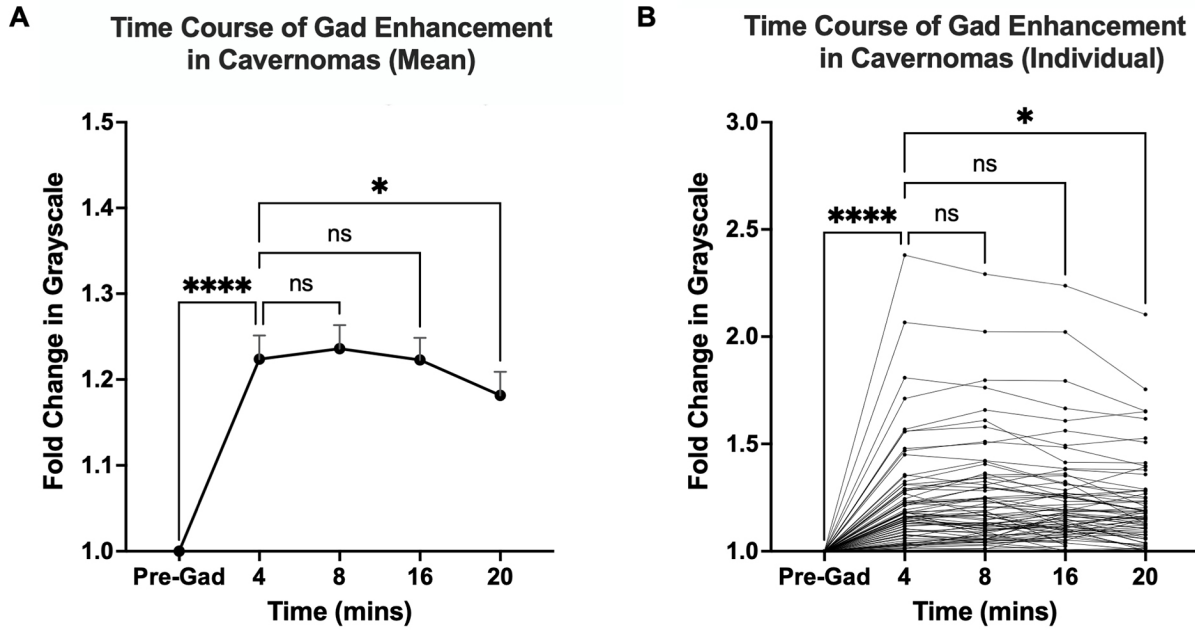 A
Time Course of Gad Enhancement
in Cavernomas (Mean)
Fold Change in Grayscale
1.5
1.4
1.3
1.2
1.1
1.0
****
ns
ns
*
Pre-Gad 4 8 16 20
Time (mins)
B
Time Course of Gad Enhancement
in Cavernomas (Individual)
Fold Change in Grayscale
3.0
2.5
2.0
1.5
1.0
****
ns
ns
*
Pre-Gad 4 8 16 20
Time (mins)